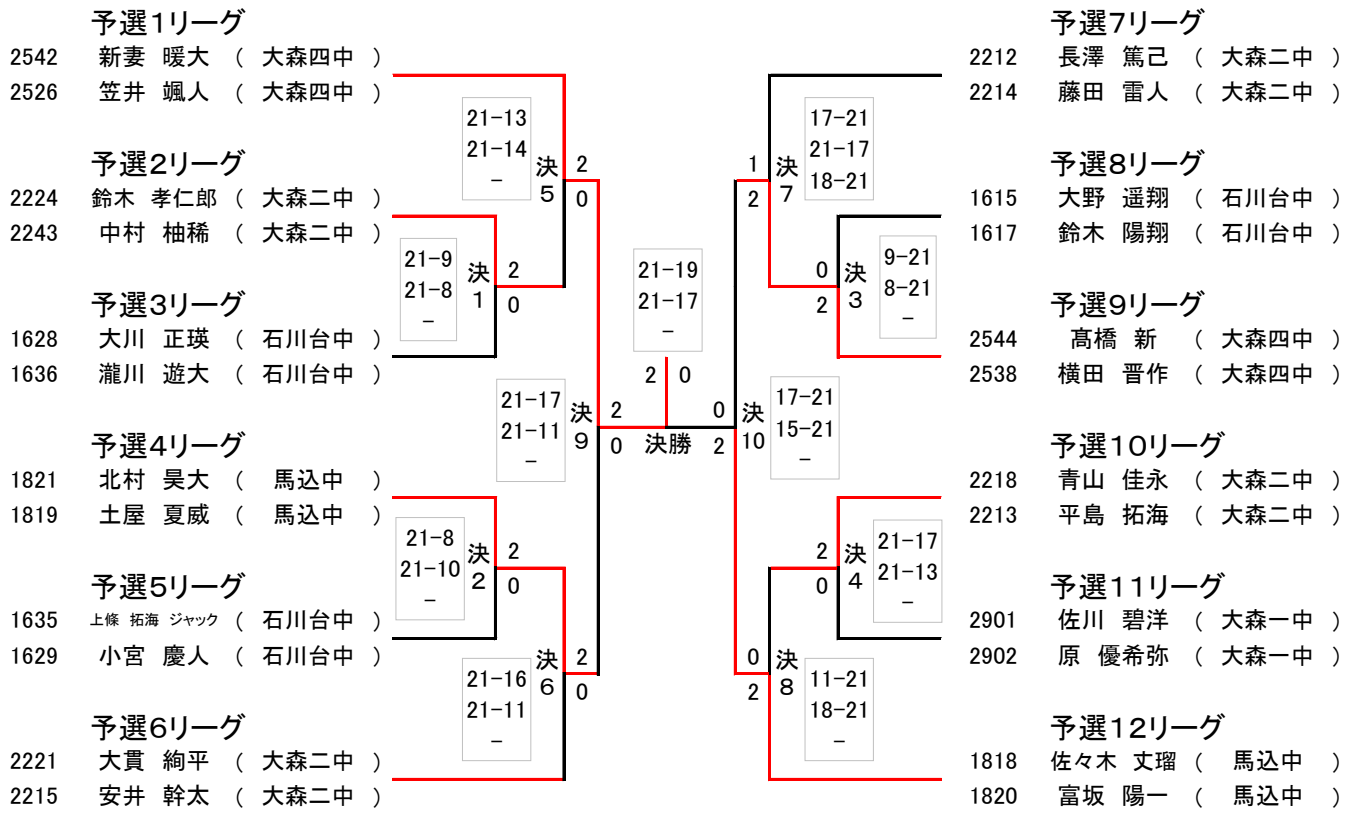 予選1リーグ
2542 新妻 暖大 ( 大森四中 )
2526 笠井 颯人 ( 大森四中 )
予選2リーグ
2224 鈴木 孝仁郎 ( 大森二中 )
2243 中村 柚稀 ( 大森二中 )
予選3リーグ
1628 大川 正瑛 ( 石川台中 )
1636 瀧川 遊大 ( 石川台中 )
予選4リーグ
1821 北村 昊大 ( 馬込中 )
1819 土屋 夏威 ( 馬込中 )
予選5リーグ
1635 上條 拓海 ジャック ( 石川台中 )
1629 小宮 慶人 ( 石川台中 )
予選6リーグ
2221 大貫 絢平 ( 大森二中 )
2215 安井 幹太 ( 大森二中 )
21-13
21-14
-
決5
2
0
21-9
21-8
-
決1
2
0
21-17
21-11
-
決9
2
0
21-8
21-10
-
決2
2
0
21-16
21-11
-
決6
2
0
21-19
21-17
-
2 0
決勝
17-21
21-17
18-21
決7
1
2
9-21
8-21
-
決3
0
2
17-21
15-21
-
決10
0
2
21-17
21-13
-
決4
2
0
11-21
18-21
-
決8
0
2
予選7リーグ
2212 長澤 篤己 ( 大森二中 )
2214 藤田 雷人 ( 大森二中 )
予選8リーグ
1615 大野 遥翔 ( 石川台中 )
1617 鈴木 陽翔 ( 石川台中 )
予選9リーグ
2544 髙橋 新 ( 大森四中 )
2538 横田 晋作 ( 大森四中 )
予選10リーグ
2218 青山 佳永 ( 大森二中 )
2213 平島 拓海 ( 大森二中 )
予選11リーグ
2901 佐川 碧洋 ( 大森一中 )
2902 原 優希弥 ( 大森一中 )
予選12リーグ
1818 佐々木 丈瑠 ( 馬込中 )
1820 富坂 陽一 ( 馬込中 )